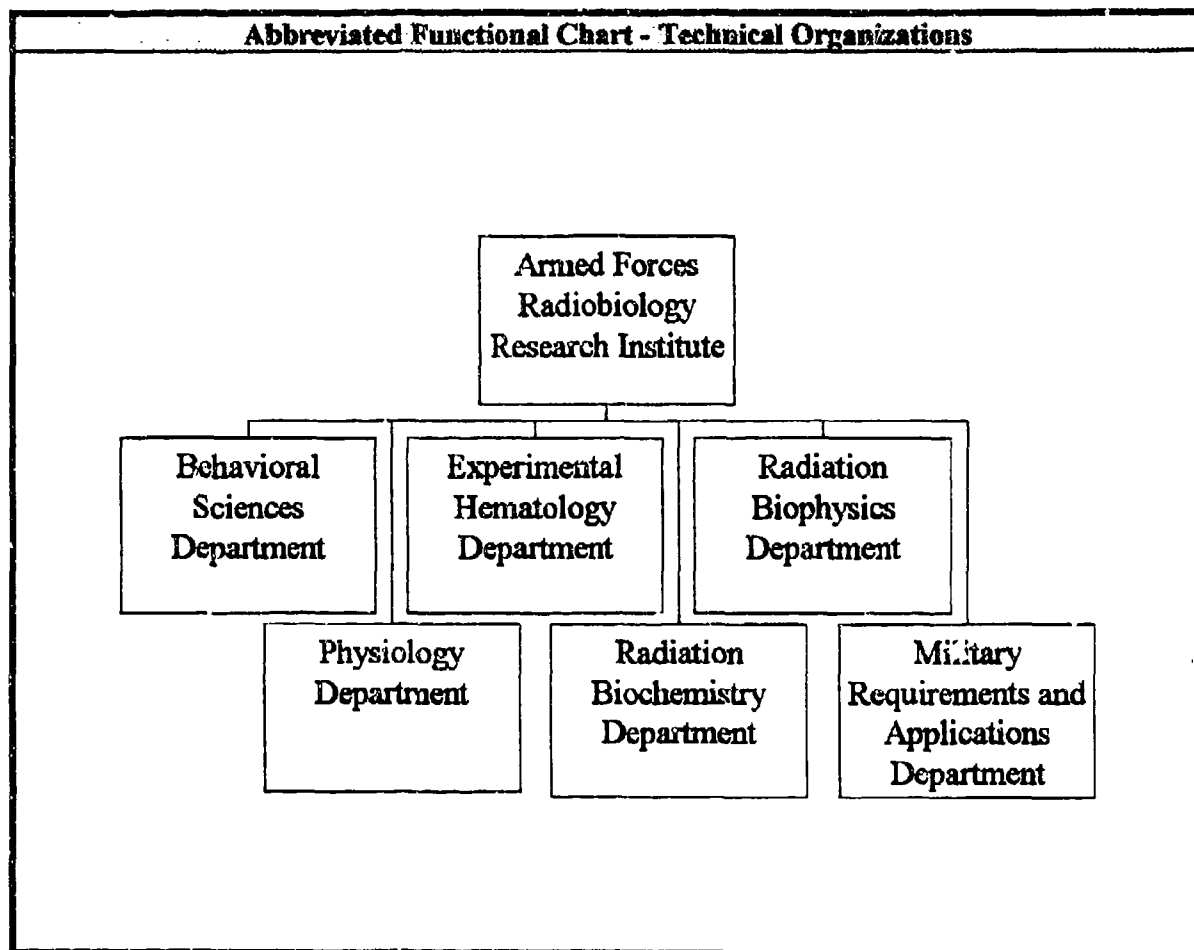 Abbreviated Functional Chart - Technical Organizations
Armed Forces
Radiobiology
Research Institute
Behavioral
Sciences
Department
Experimental
Hematology
Department
Radiation
Biophysics
Department
Physiology
Department
Radiation
Biochemistry
Department
Military
Requirements and
Applications
Department